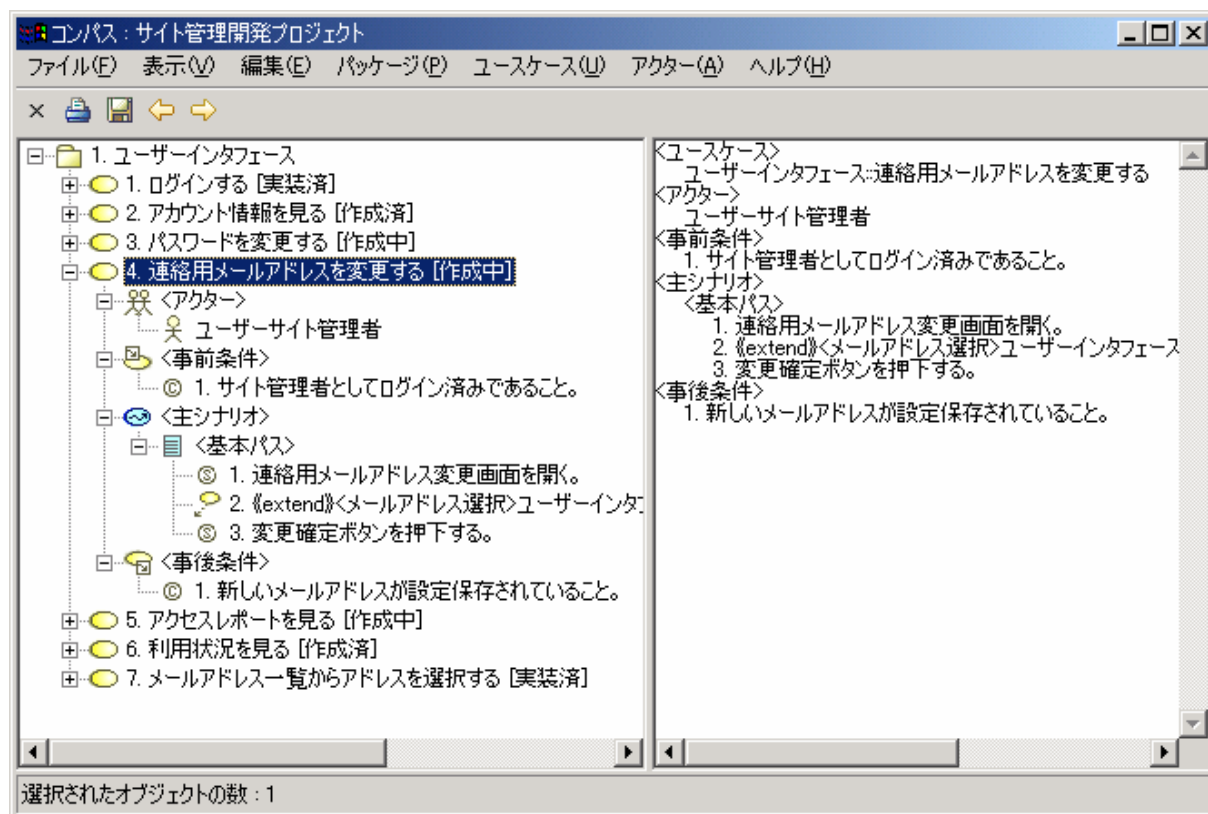 コンパス：サイト管理開発プロジェクト
ファイル(F) 表示(V) 編集(E) パッケージ(P) ユースケース(U) アクター(A) ヘルプ(H)
1. ユーザーインタフェース
1. ログインする [実装済]
2. アカウント情報を見る [作成済]
3. パスワードを変更する [作成中]
4. 連絡用メールアドレスを変更する [作成中]
<アクター>
ユーザーサイト管理者
<事前条件>
1. サイト管理者としてログイン済みであること。
<主シナリオ>
<基本パス>
1. 連絡用メールアドレス変更画面を開く。
2. 《extend》<メールアドレス選択>ユーザーインタフ
3. 変更確定ボタンを押下する。
<事後条件>
1. 新しいメールアドレスが設定保存されていること。
5. アクセスレポートを見る [作成中]
6. 利用状況を見る [作成済]
7. メールアドレス一覧からアドレスを選択する [実装済]
<ユースケース>
ユーザーインタフェース::連絡用メールアドレスを変更する
<アクター>
ユーザーサイト管理者
<事前条件>
1. サイト管理者としてログイン済みであること。
<主シナリオ>
<基本パス>
1. 連絡用メールアドレス変更画面を開く。
2. 《extend》<メールアドレス選択>ユーザーインタフェース
3. 変更確定ボタンを押下する。
<事後条件>
1. 新しいメールアドレスが設定保存されていること。
選択されたオブジェクトの数：1